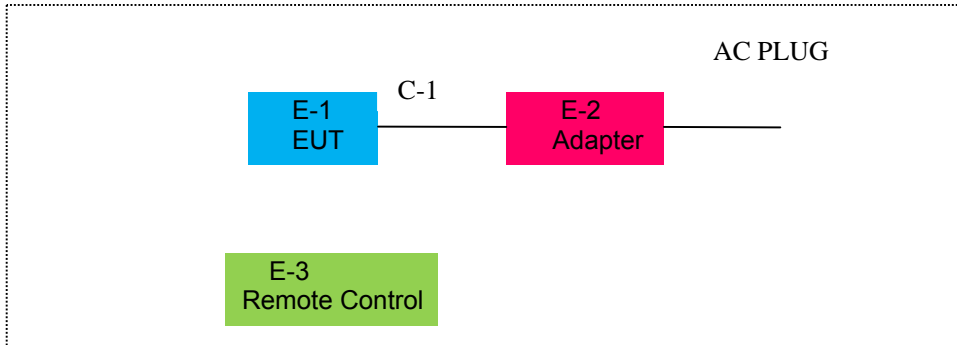 AC PLUG
C-1
E-1
EUT
E-2
Adapter
E-3
Remote Control